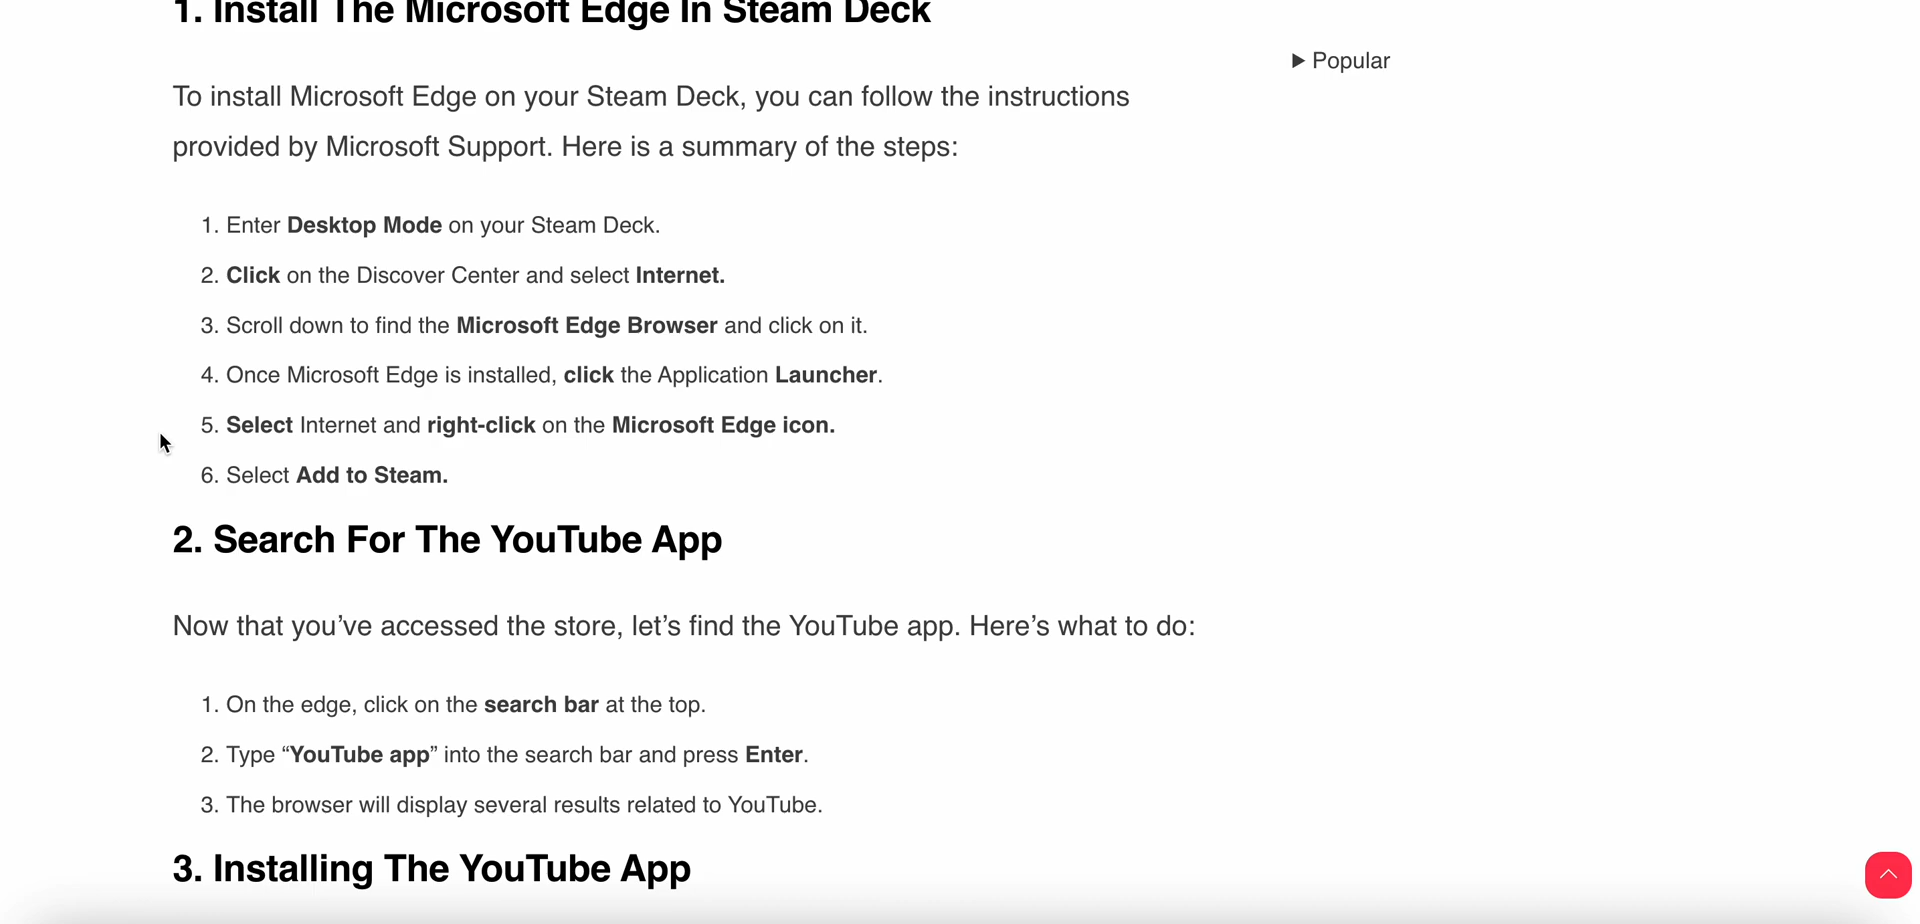 1. Install The Microsoft Edge In Steam Deck
▶ Popular
To install Microsoft Edge on your Steam Deck, you can follow the instructions
provided by Microsoft Support. Here is a summary of the steps:
1. Enter Desktop Mode on your Steam Deck.
2. Click on the Discover Center and select Internet.
3. Scroll down to find the Microsoft Edge Browser and click on it.
4. Once Microsoft Edge is installed, click the Application Launcher.
5. Select Internet and right-click on the Microsoft Edge icon.
6. Select Add to Steam.
2. Search For The YouTube App
Now that you’ve accessed the store, let’s find the YouTube app. Here’s what to do:
1. On the edge, click on the search bar at the top.
2. Type “YouTube app” into the search bar and press Enter.
3. The browser will display several results related to YouTube.
3. Installing The YouTube App